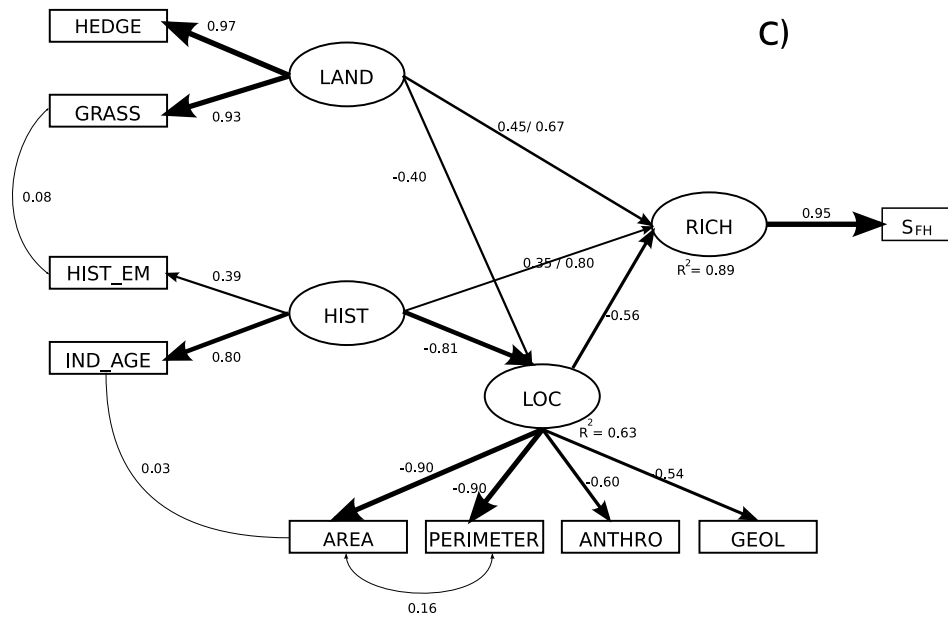 c)
HEDGE
0.97
LAND
GRASS
0.93
0.45/ 0.67
0.08
-0.40
0.95
RICH
SFH
R2= 0.89
HIST_EM
0.39
0.35 / 0.80
HIST
-0.56
IND_AGE
0.80
-0.81
LOC
R2= 0.63
0.03
-0.90
-0.90
-0.60
-0.54
AREA
PERIMETER
ANTHRO
GEOL
0.16